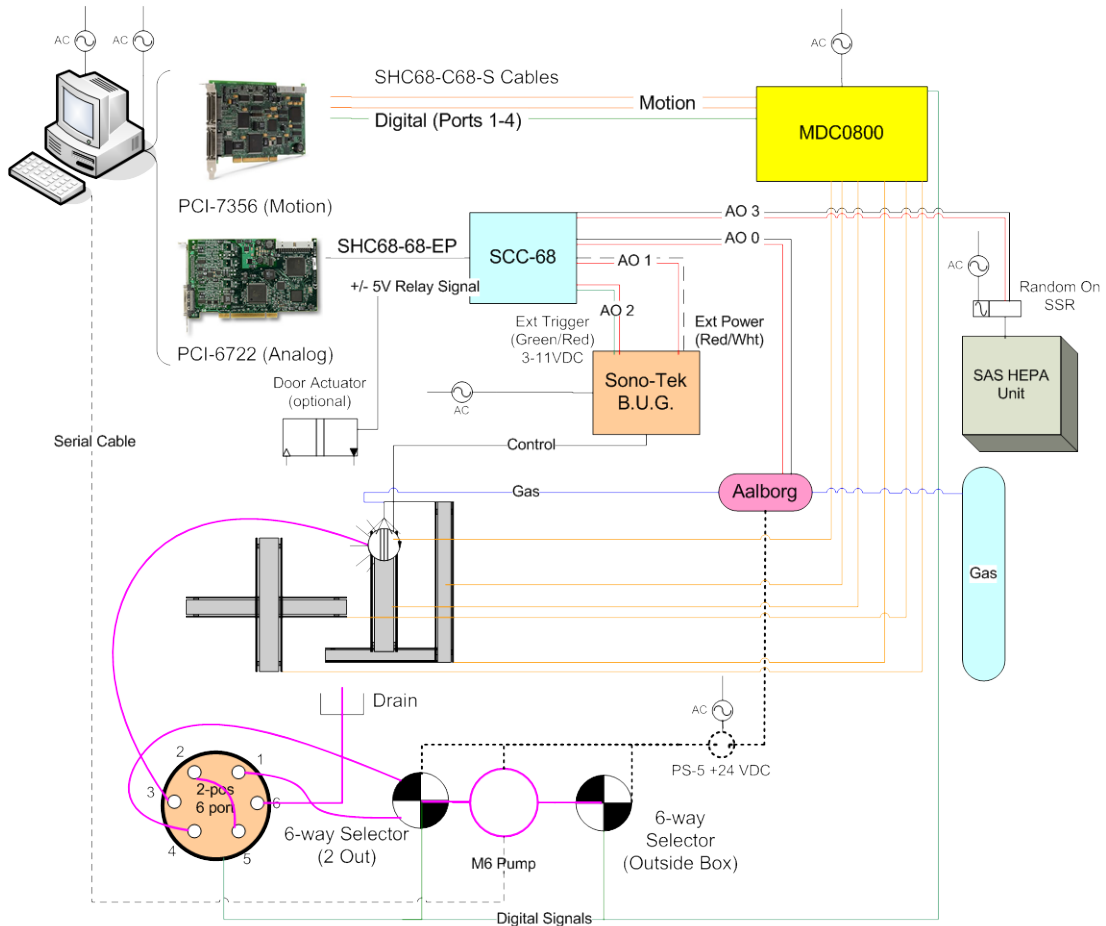 AC
AC
AC
SHC68-C68-S Cables
Motion
Digital (Ports 1-4)
MDC0800
PCI-7356 (Motion)
AO 3
SHC68-68-EP
SCC-68
AO 0
AO 1
AC
+/- 5V Relay Signal
Random On
SSR
AO 2
Ext Trigger
(Green/Red)
3-11VDC
Ext Power
(Red/Wht)
PCI-6722 (Analog)
Sono-Tek
B.U.G.
SAS HEPA
Unit
Door Actuator
(optional)
AC
Serial Cable
Control
Gas
Aalborg
Gas
Drain
AC
PS-5 +24 VDC
2
1
2-pos
6 port
3
6
4
5
6-way Selector
(2 Out)
M6 Pump
6-way
Selector
(Outside Box)
Digital Signals